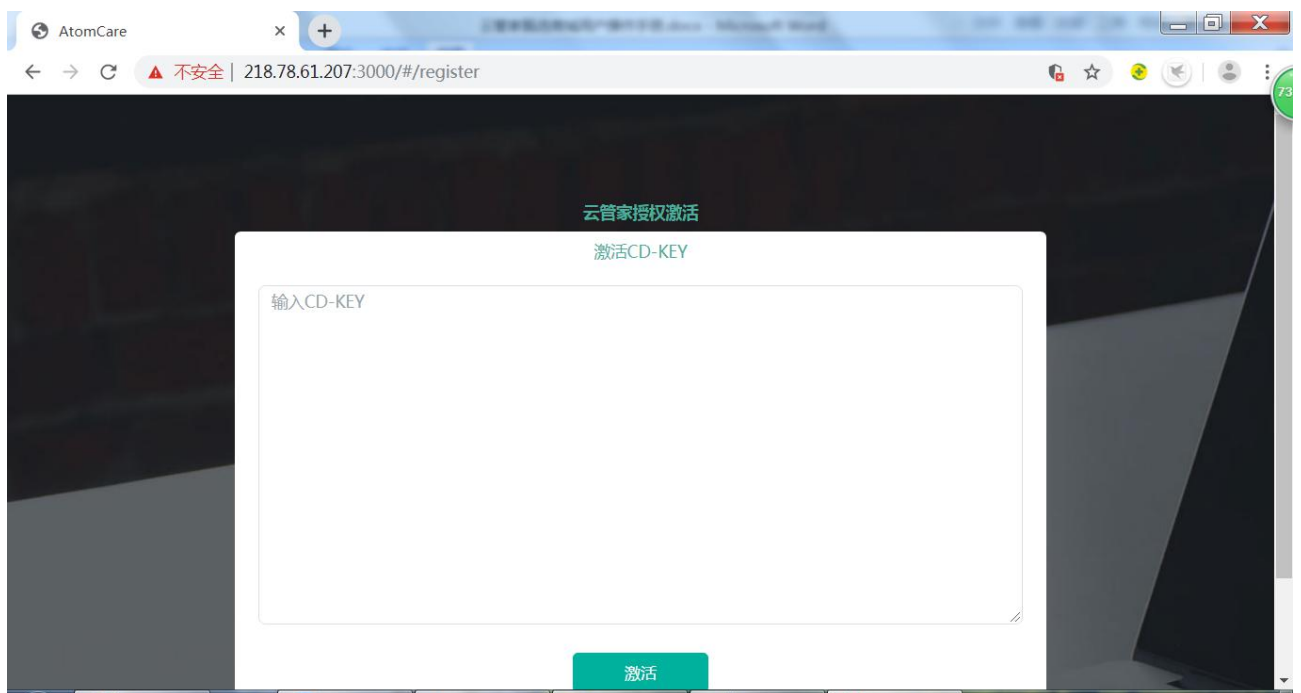 AtomCare
不安全 | 218.78.61.207:3000/#/register
73
云管家授权激活
激活CD-KEY
输入CD-KEY
激活